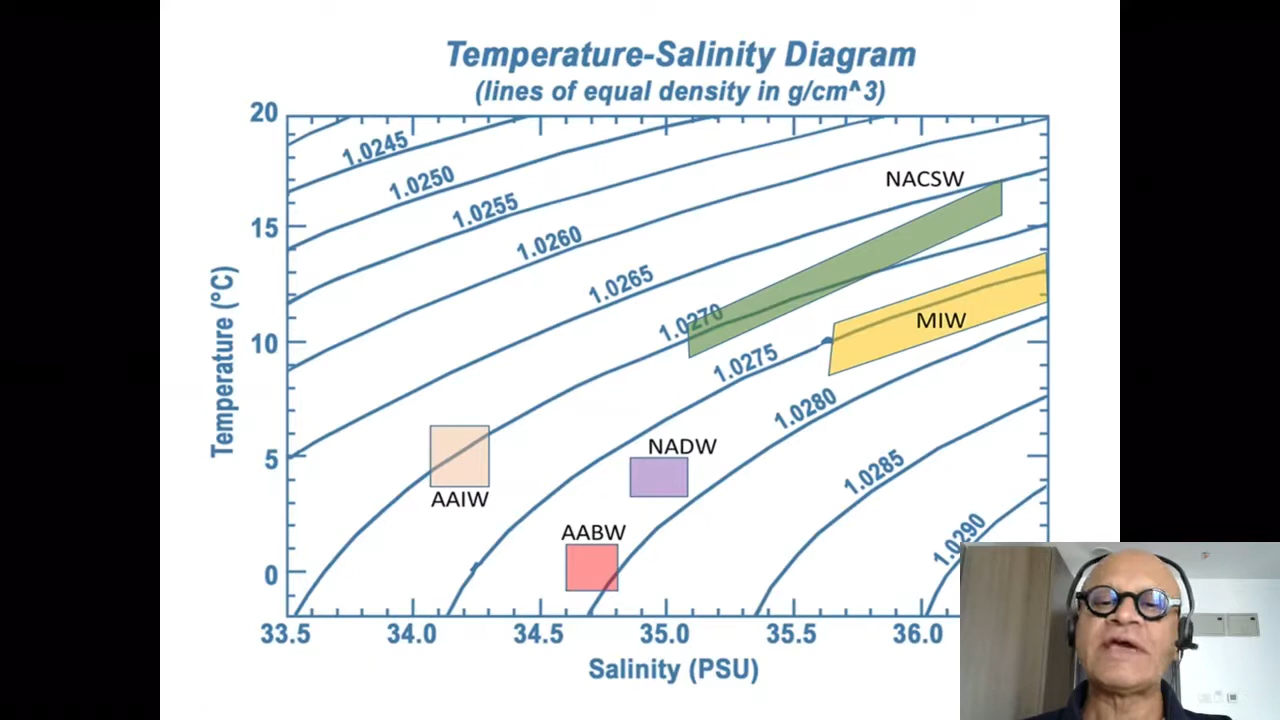 Temperature-Salinity Diagram
(lines of equal density in g/cm^3)
20
15
10
5
0
Temperature (°C)
1.0245
1.0250
1.0255
1.0260
1.0265
1.0270
1.0275
1.0280
1.0285
1.0290
NACSW
MIW
NADW
AAIW
AABW
33.5 34.0 34.5 35.0 35.5 36.0
Salinity (PSU)